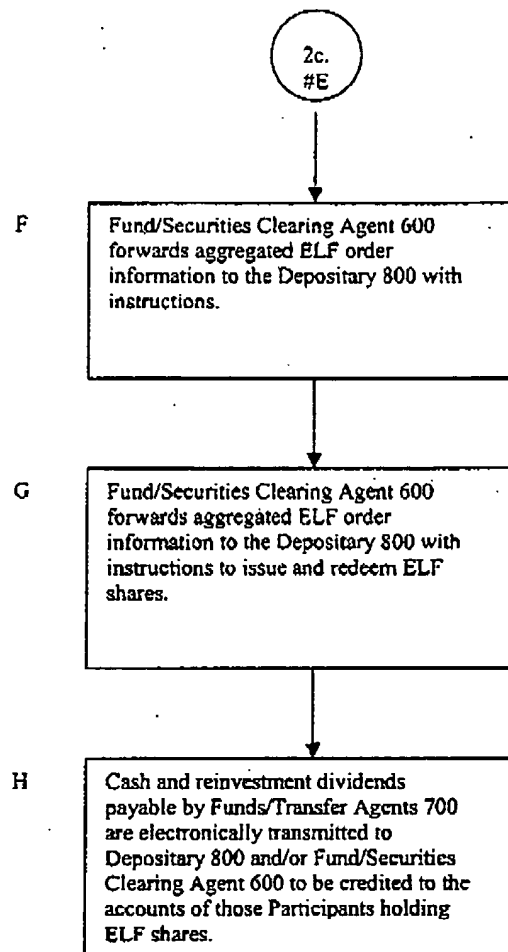 2c.
#E
F
Fund/Securities Clearing Agent 600
forwards aggregated ELF order
information to the Depositary 800 with
instructions.
G
Fund/Securities Clearing Agent 600
forwards aggregated ELF order
information to the Depositary 800 with
instructions to issue and redeem ELF
shares.
H
Cash and reinvestment dividends
payable by Funds/Transfer Agents 700
are electronically transmitted to
Depositary 800 and/or Fund/Securities
Clearing Agent 600 to be credited to the
accounts of those Participants holding
ELF shares.